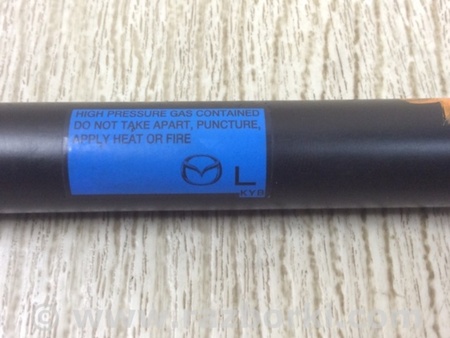 HIGH PRESSURE GAS CONTAINED
DO NOT TAKE APART, PUNCTURE,
APPLY HEAT OR FIRE
L
KYB